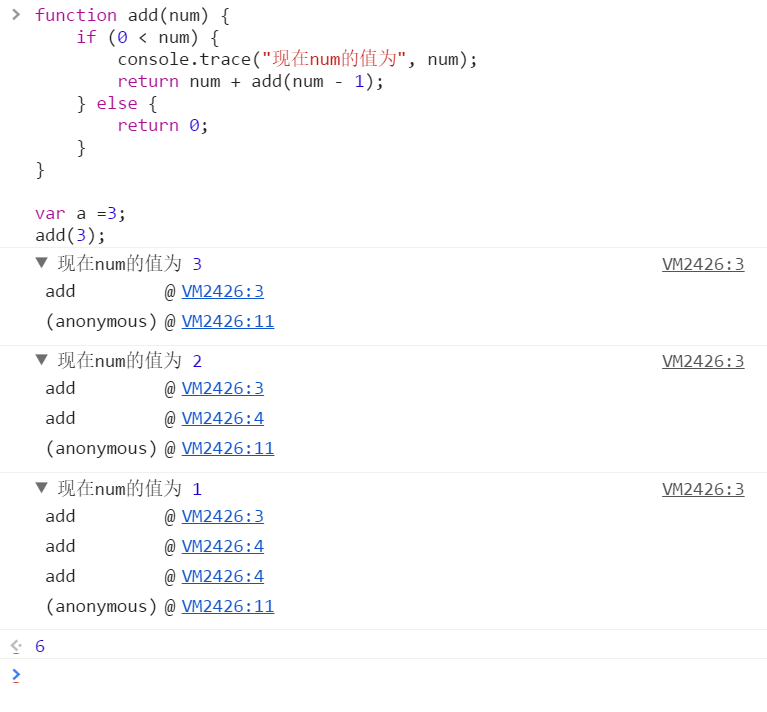 function add(num) {
    if (0 < num) {
        console.trace("现在num的值为", num);
        return num + add(num - 1);
    } else {
        return 0;
    }
}

var a =3;
add(3);
现在num的值为 3 VM2426:3
add @ VM2426:3
(anonymous) @ VM2426:11
现在num的值为 2 VM2426:3
add @ VM2426:3
add @ VM2426:4
(anonymous) @ VM2426:11
现在num的值为 1 VM2426:3
add @ VM2426:3
add @ VM2426:4
add @ VM2426:4
(anonymous) @ VM2426:11
6